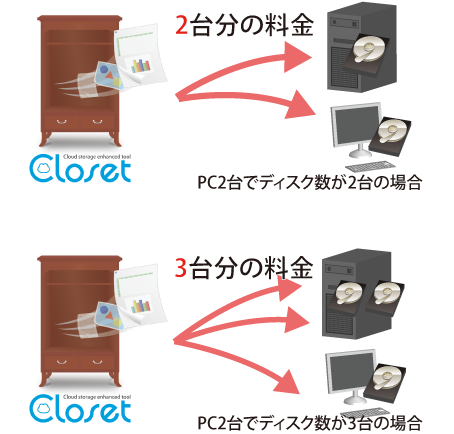 2台分の料金
Cloud storage enhanced tool
Closet
PC2台でディスク数が2台の場合
3台分の料金
Cloud storage enhanced tool
Closet
PC2台でディスク数が3台の場合